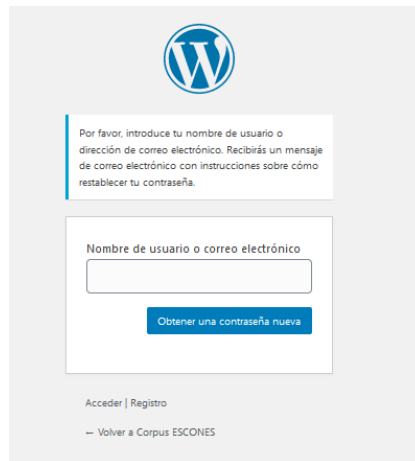 Por favor, introduce tu nombre de usuario o
dirección de correo electrónico. Recibirás un mensaje
de correo electrónico con instrucciones sobre cómo
restablecer tu contraseña.
Nombre de usuario o correo electrónico
Obtener una contraseña nueva
Acceder | Registro
← Volver a Corpus ESCONES